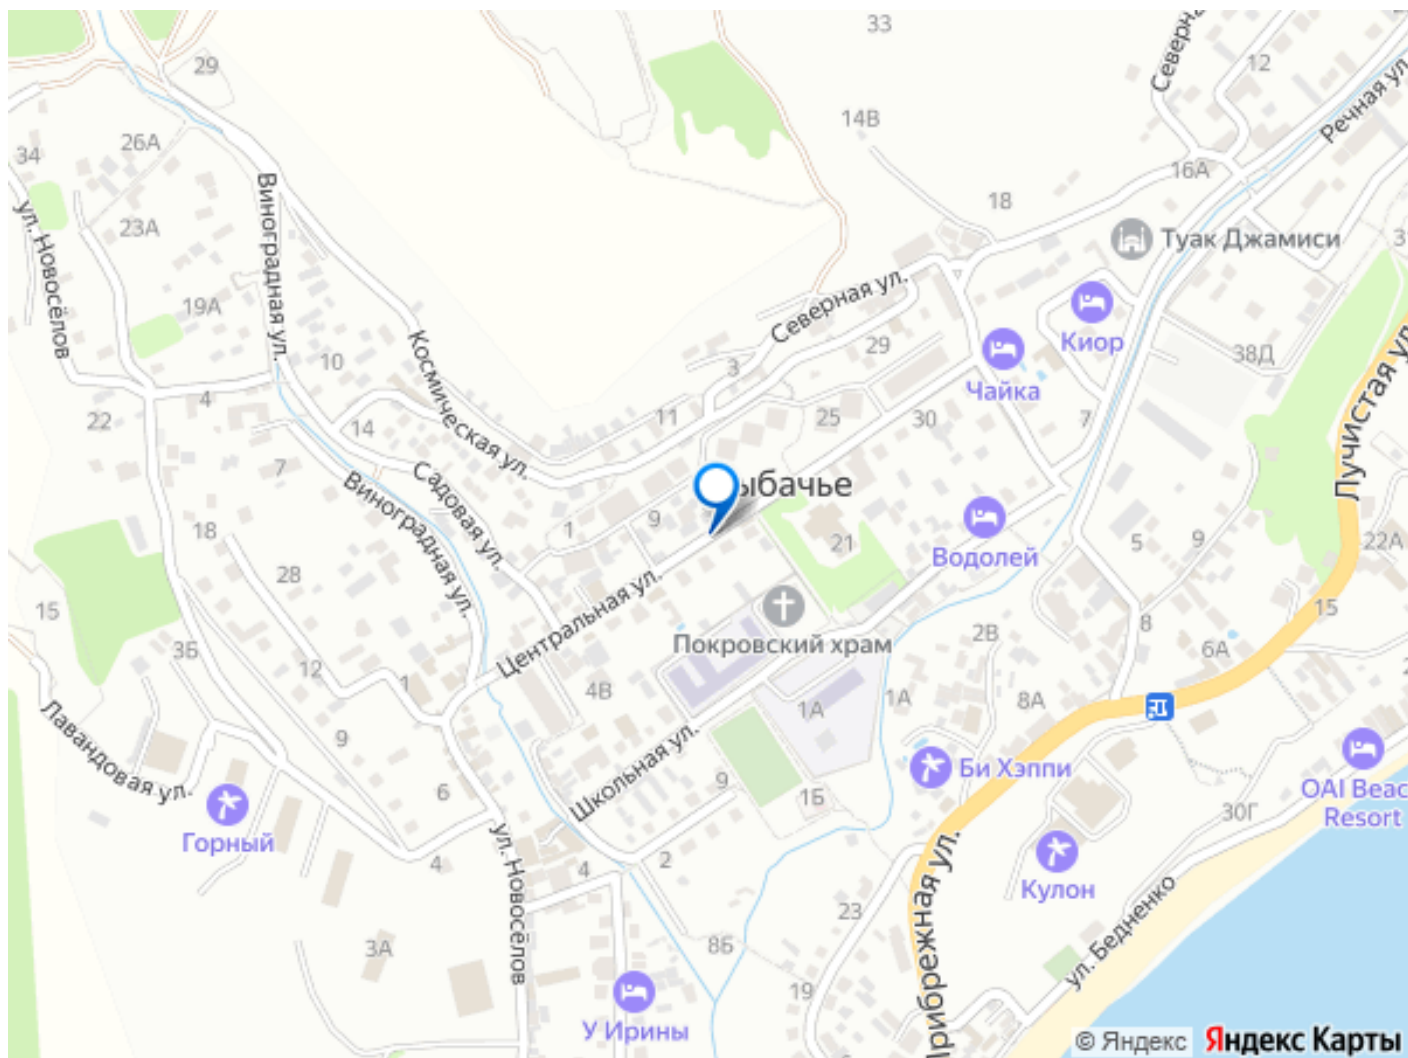 33
Северна
12
29
Речная ул.
14В
26А
34
16А
Виноградная ул.
18
ул. Новосёлов
23А
Туак Джамиси
Северная ул.
19А
Киор
29
10
38Д
Космическая ул.
3
Чайка
Лучистая ул.
4
22
11
25
30
7
14
7
Садовая ул.
ыбачье
Виноградная ул.
18
1
9
Водолей
21
5
9
22А
28
Центральная ул.
15
15
3Б
Покровский храм
2В
8
6А
12
1
4В
1А
1А
8А
Лавандовая ул.
9
Школьная ул.
Би Хэппи
OAI Beac
Resort
6
9
1Б
30Г
Горный
4
ул. Новосёлов
4
2
Кулон
Прибрежная ул.
23
ул. Бедненко
3А
8Б
19
У Ирины
© Яндекс Яндекс Карты